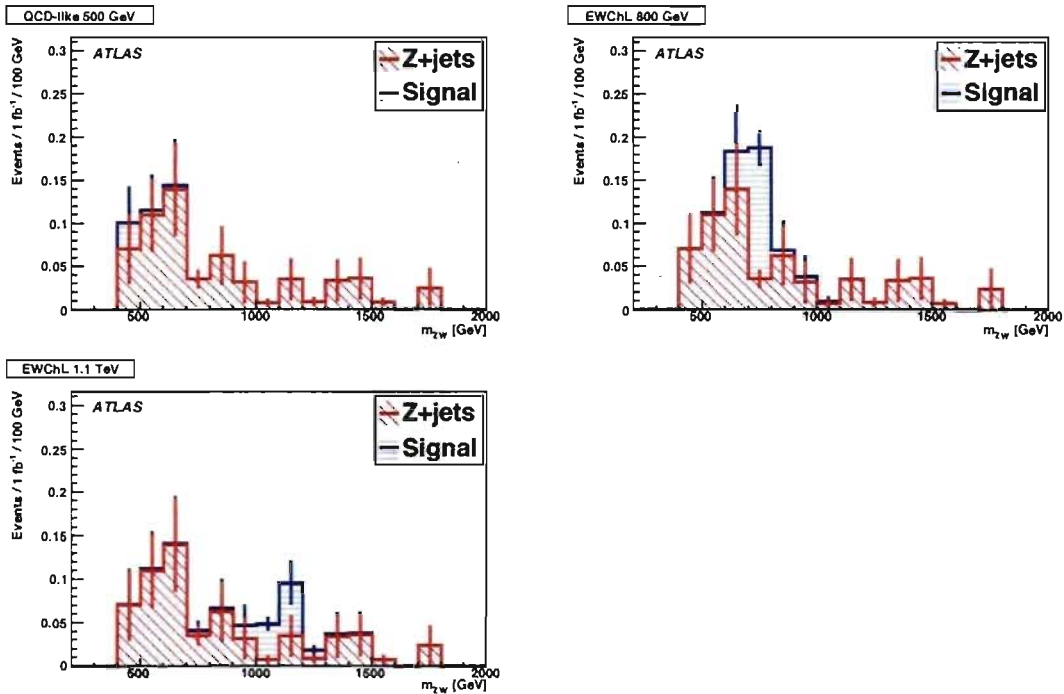 QCD-like 500 GeV
Events / 1 fb⁻¹ / 100 GeV
0.3
0.25
0.2
0.15
0.1
0.05
0
ATLAS
Z+jets
Signal
500 1000 1500 2000
m_ZW [GeV]
EWChL 800 GeV
Events / 1 fb⁻¹ / 100 GeV
0.3
0.25
0.2
0.15
0.1
0.05
0
ATLAS
Z+jets
Signal
500 1000 1500 2000
m_ZW [GeV]
EWChL 1.1 TeV
Events / 1 fb⁻¹ / 100 GeV
0.3
0.25
0.2
0.15
0.1
0.05
0
ATLAS
Z+jets
Signal
500 1000 1500 2000
m_ZW [GeV]